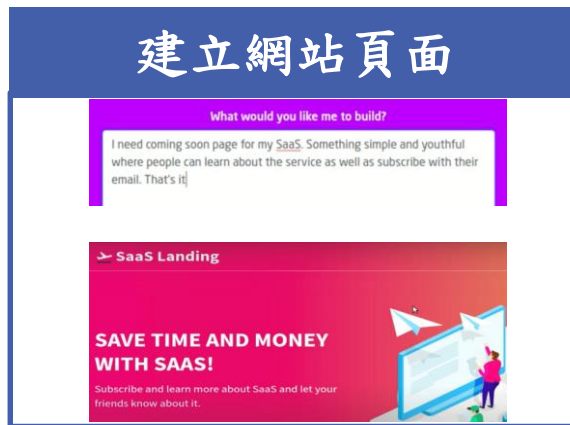 建立網站頁面
What would you like me to build?
I need coming soon page for my SaaS. Something simple and youthful
where people can learn about the service as well as subscribe with their
email. That's it
SaaS Landing
SAVE TIME AND MONEY
WITH SAAS!
Subscribe and learn more about SaaS and let your
friends know about it.